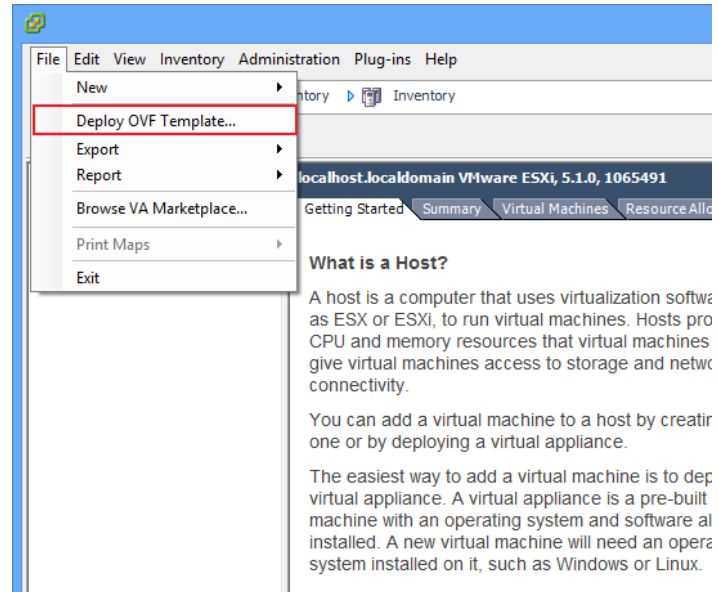 File Edit View Inventory Administration Plug-ins Help
New
Inventory
Deploy OVF Template...
Export
Report
Browse VA Marketplace...
Print Maps
Exit
localhost.localdomain VMware ESXi, 5.1.0, 1065491
Getting Started Summary Virtual Machines Resource Allo
What is a Host?
A host is a computer that uses virtualization softwa
as ESX or ESXi, to run virtual machines. Hosts pro
CPU and memory resources that virtual machines
give virtual machines access to storage and netwo
connectivity.
You can add a virtual machine to a host by creatin
one or by deploying a virtual appliance.
The easiest way to add a virtual machine is to dep
virtual appliance. A virtual appliance is a pre-built
machine with an operating system and software al
installed. A new virtual machine will need an opera
system installed on it, such as Windows or Linux.